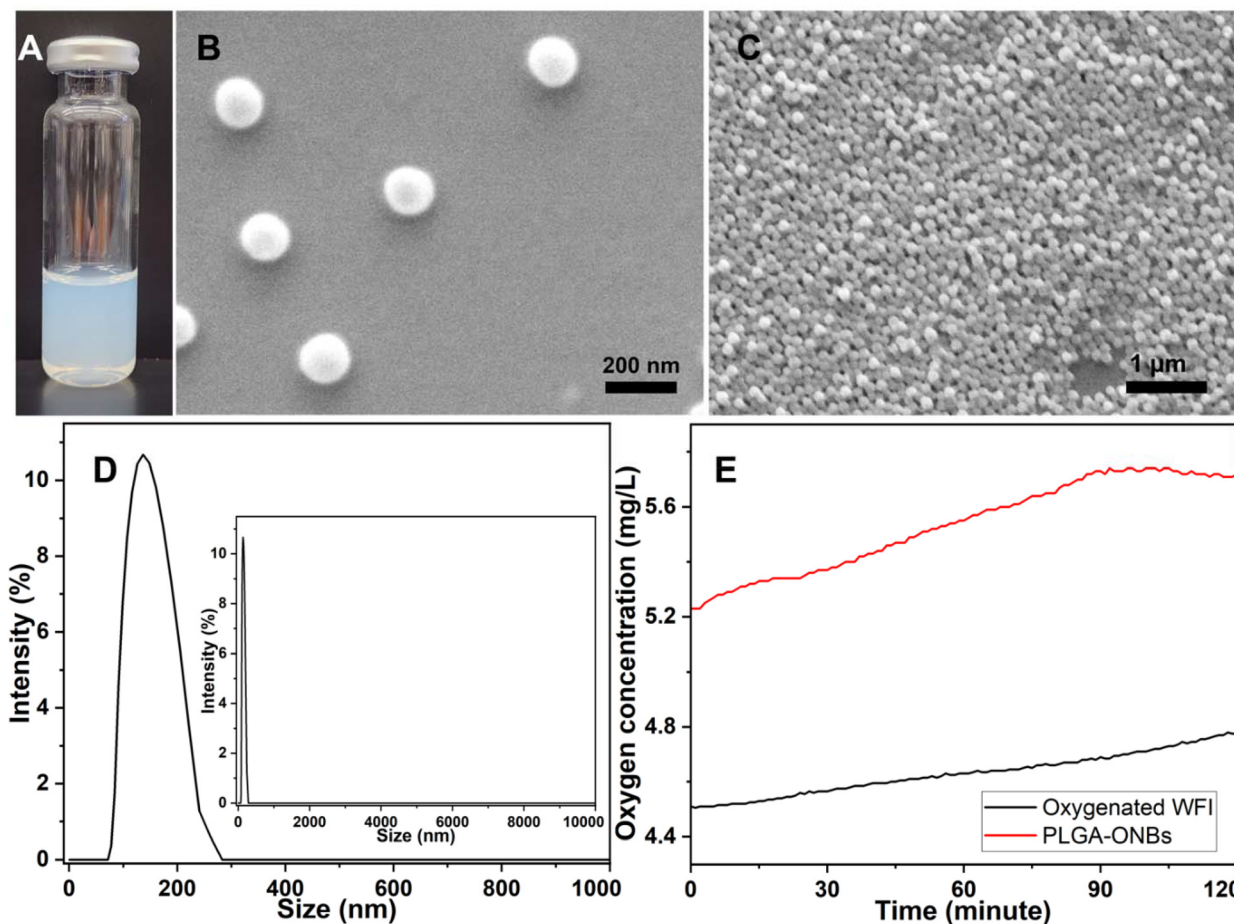 A
B
200 nm
C
1 µm
D
Intensity (%)
10
8
6
4
2
0
0
200
400
600
800
1000
Size (nm)
Intensity (%)
10
8
6
4
2
0
0
2000
4000
6000
8000
10000
Size (nm)
E
Oxygen concentration (mg/L)
5.6
5.2
4.8
4.4
Oxygenated WFI
PLGA-ONBs
0
30
60
90
120
Time (minute)